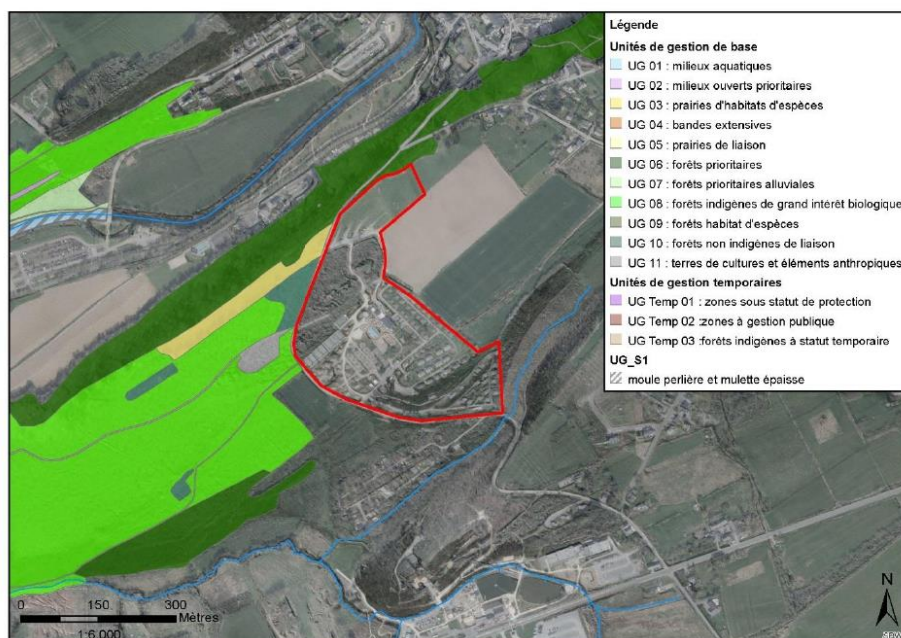 Légende
Unités de gestion de base
UG 01 : milieux aquatiques
UG 02 : milieux ouverts prioritaires
UG 03 : prairies d'habitats d'espèces
UG 04 : bandes extensives
UG 05 : prairies de liaison
UG 06 : forêts prioritaires
UG 07 : forêts prioritaires alluviales
UG 08 : forêts indigènes de grand intérêt biologique
UG 09 : forêts habitat d'espèces
UG 10 : forêts non indigènes de liaison
UG 11 : terres de cultures et éléments anthropiques
Unités de gestion temporaires
UG Temp 01 : zones sous statut de protection
UG Temp 02 :zones à gestion publique
UG Temp 03 :forêts indigènes à statut temporaire
UG_S1
moule perlière et mulette épaisse
0 150 300
Mètres
1:6 000
N